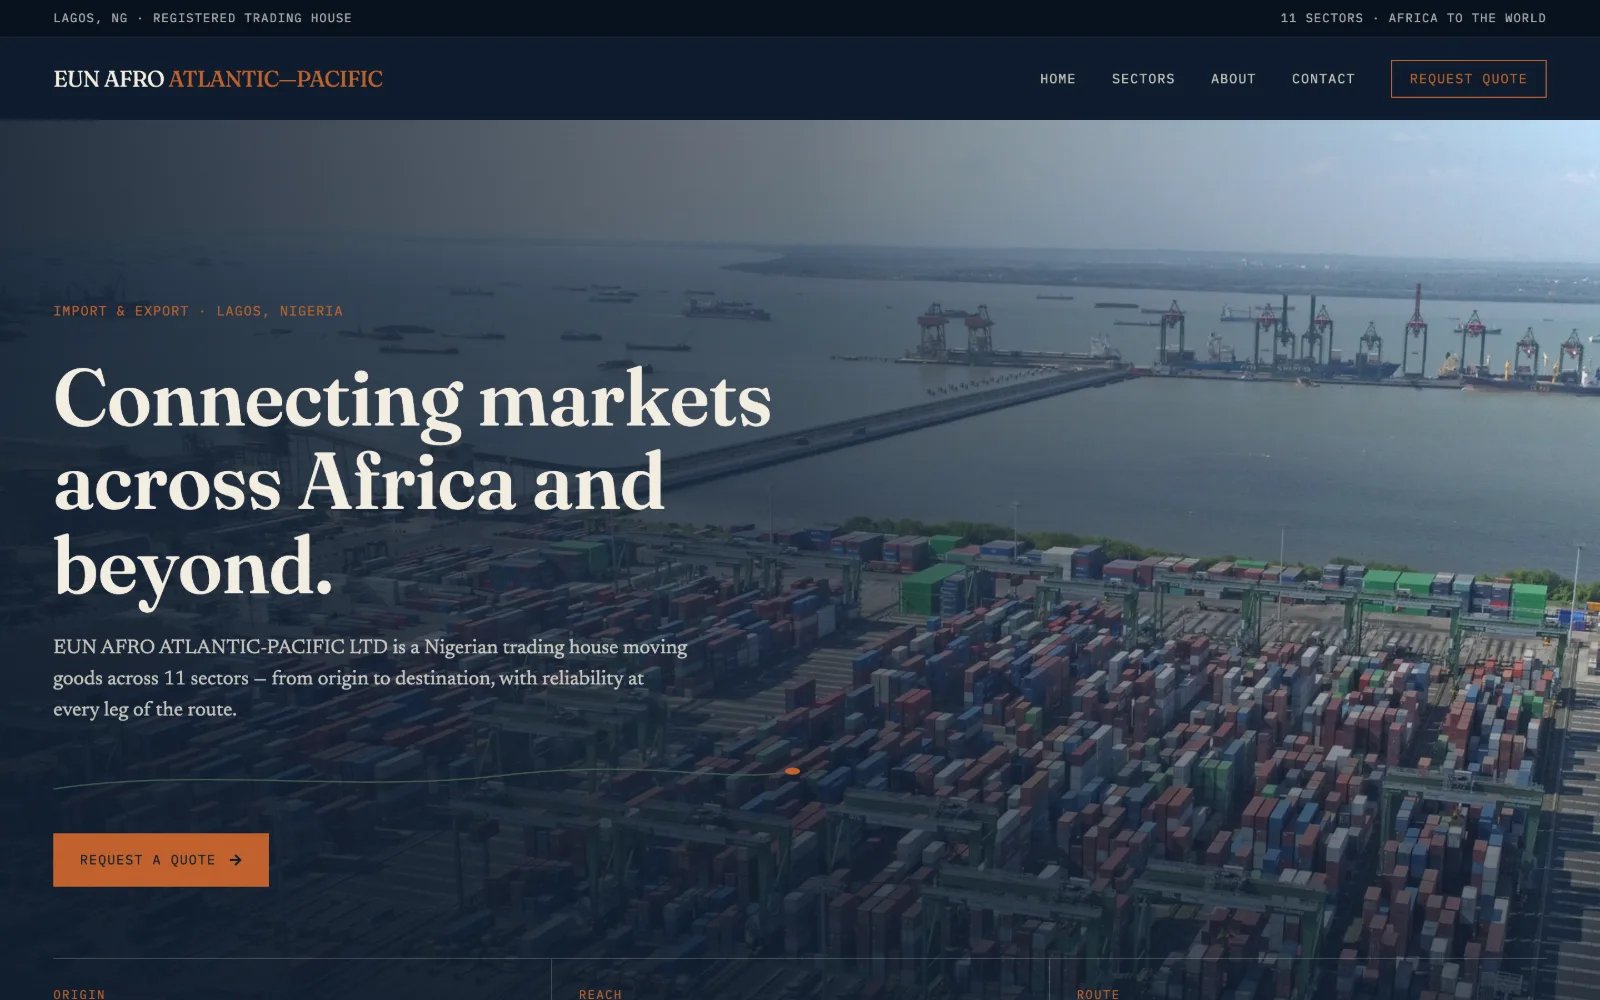 LAGOS, NG · REGISTERED TRADING HOUSE
11 SECTORS · AFRICA TO THE WORLD
EUN AFRO ATLANTIC—PACIFIC
HOME
SECTORS
ABOUT
CONTACT
REQUEST QUOTE
IMPORT & EXPORT · LAGOS, NIGERIA
Connecting markets
across Africa and
beyond.
EUN AFRO ATLANTIC-PACIFIC LTD is a Nigerian trading house moving
goods across 11 sectors — from origin to destination, with reliability at
every leg of the route.
REQUEST A QUOTE →
ORIGIN
REACH
ROUTE